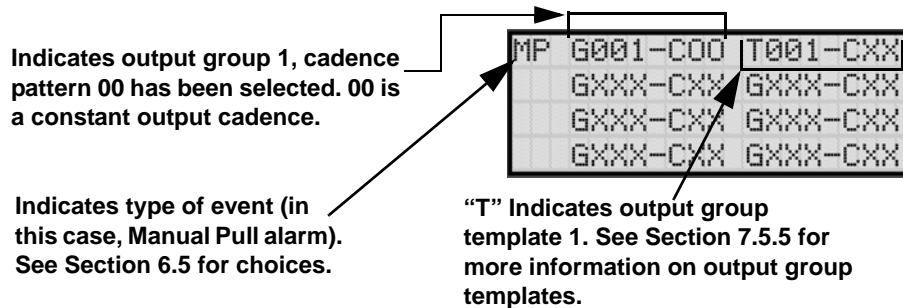 Indicates output group 1, cadence
pattern 00 has been selected. 00 is
a constant output cadence.
MP G001-C00 T001-CXX
GXXX-CXX GXXX-CXX
GXXX-CXX GXXX-CXX
GXXX-CXX GXXX-CXX
Indicates type of event (in
this case, Manual Pull alarm).
See Section 6.5 for choices.
“T” Indicates output group
template 1. See Section 7.5.5 for
more information on output group
templates.